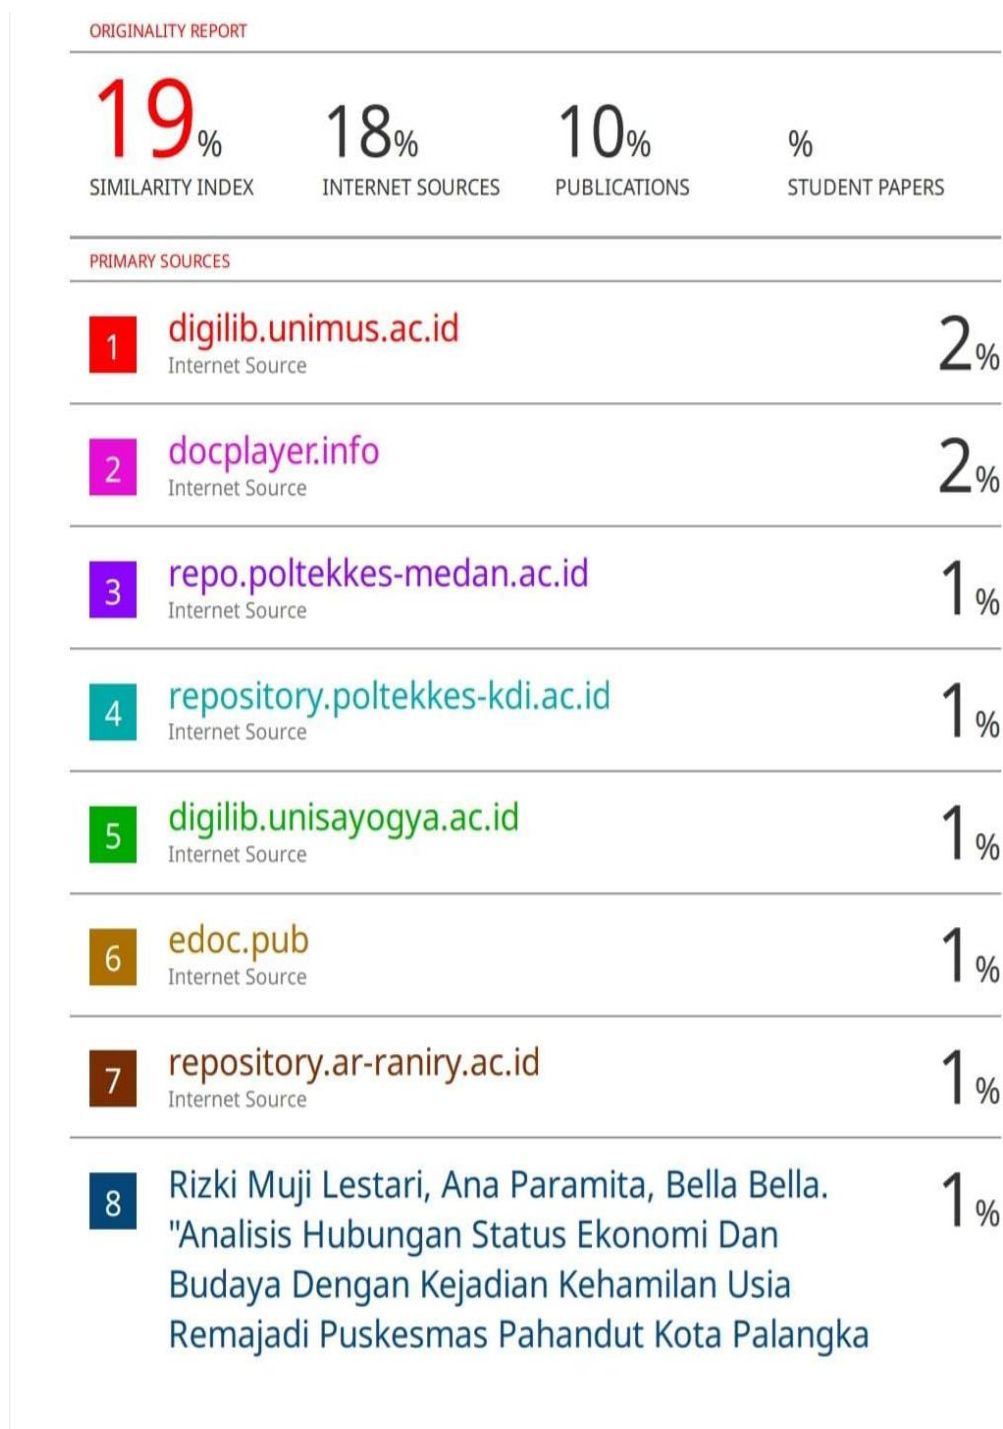 ORIGINALITY REPORT
19% 18% 10% %
SIMILARITY INDEX INTERNET SOURCES PUBLICATIONS STUDENT PAPERS
PRIMARY SOURCES
1 digilib.unimus.ac.id 2%
Internet Source
2 docplayer.info 2%
Internet Source
3 repo.poltekkes-medan.ac.id 1%
Internet Source
4 repository.poltekkes-kdi.ac.id 1%
Internet Source
5 digilib.unisayogya.ac.id 1%
Internet Source
6 edoc.pub 1%
Internet Source
7 repository.ar-raniry.ac.id 1%
Internet Source
8 Rizki Muji Lestari, Ana Paramita, Bella Bella. 1%
"Analisis Hubungan Status Ekonomi Dan
Budaya Dengan Kejadian Kehamilan Usia
Remajadi Puskesmas Pahandut Kota Palangka